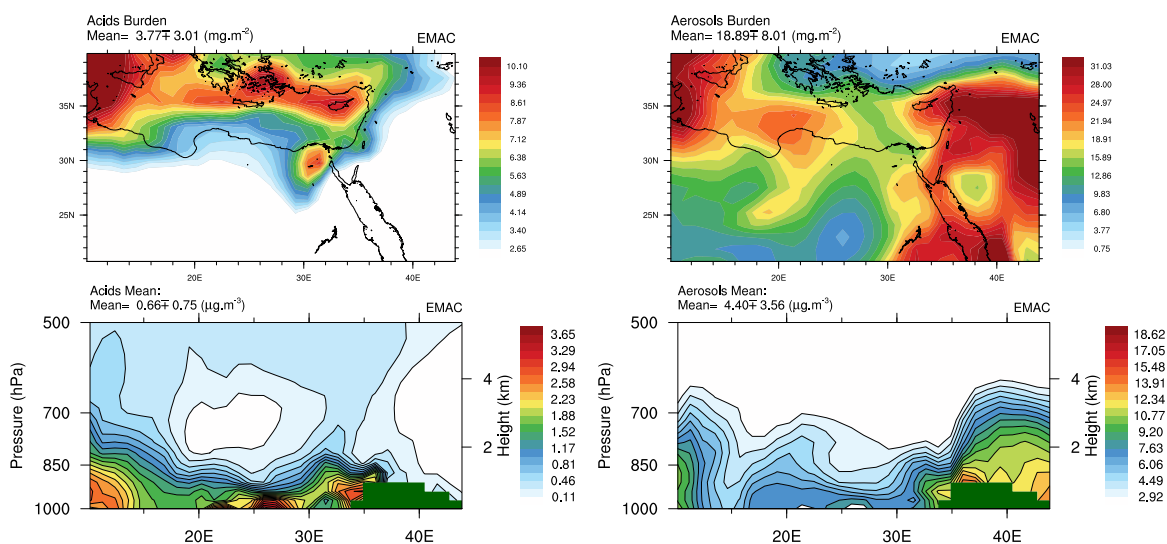 Acids Burden
Mean= 3.77∓ 3.01 (mg.m-2)
EMAC
35N
30N
25N
20E
30E
40E
10.10
9.36
8.61
7.87
7.12
6.38
5.63
4.89
4.14
3.40
2.65
Aerosols Burden
Mean= 18.89∓ 8.01 (mg.m-2)
EMAC
35N
30N
25N
20E
30E
40E
31.03
28.00
24.97
21.94
18.91
15.89
12.86
9.83
6.80
3.77
0.75
Acids Mean:
Mean= 0.66∓ 0.75 (µg.m-3)
EMAC
Pressure (hPa)
500
700
850
1000
20E
30E
40E
4
2
Height (km)
3.65
3.29
2.94
2.58
2.23
1.88
1.52
1.17
0.81
0.46
0.11
Aerosols Mean:
Mean= 4.40∓ 3.56 (µg.m-3)
EMAC
Pressure (hPa)
500
700
850
1000
20E
30E
40E
4
2
Height (km)
18.62
17.05
15.48
13.91
12.34
10.77
9.20
7.63
6.06
4.49
2.92